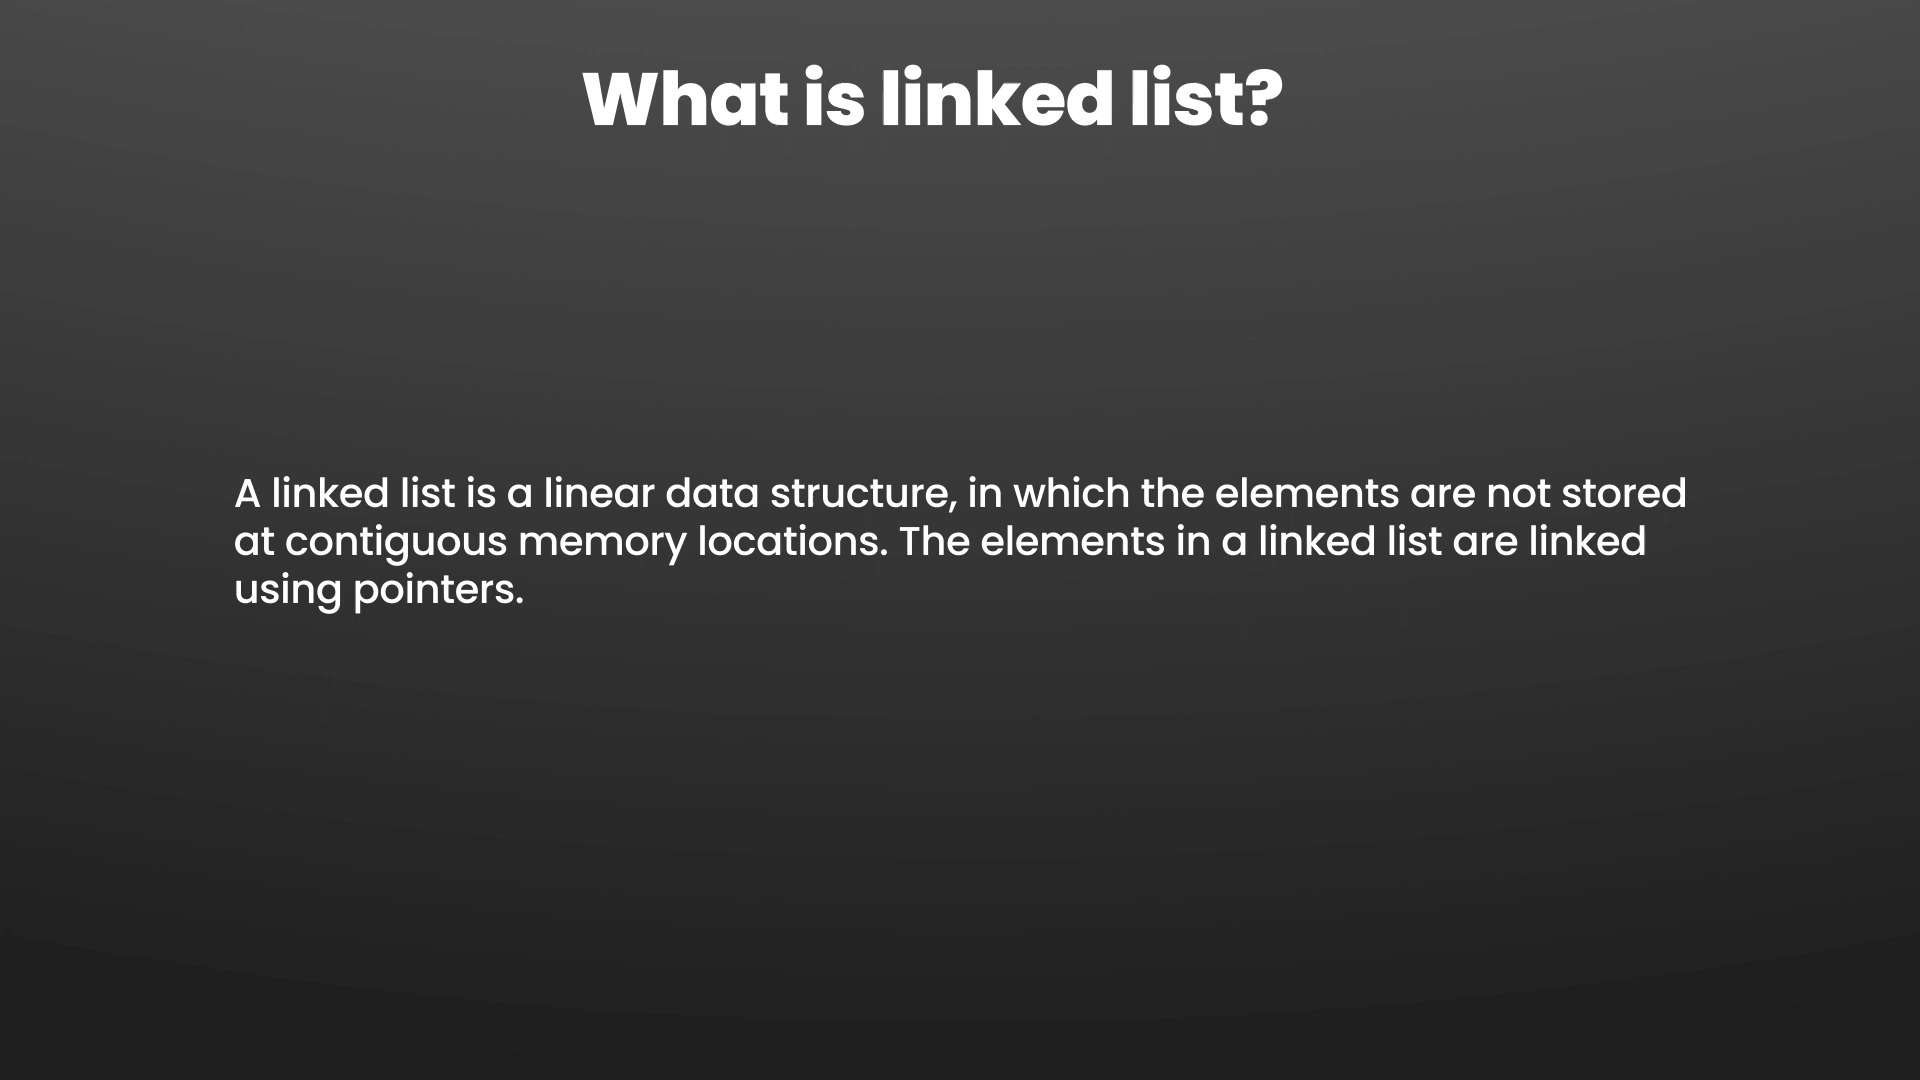 What is linked list?
A linked list is a linear data structure, in which the elements are not stored
at contiguous memory locations. The elements in a linked list are linked
using pointers.